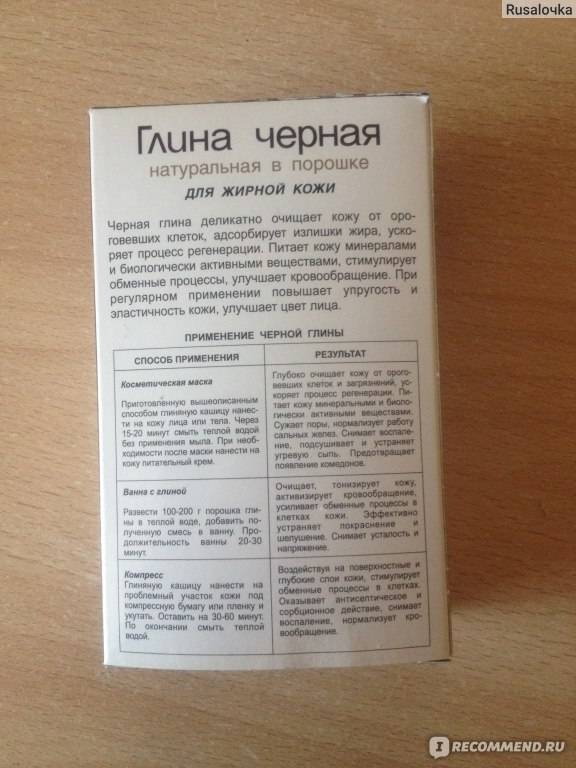 Rusaločka
Глина черная
натуральная в порошке
для жирной кожи
Черная глина деликатно очищает кожу от оро-
говевших клеток, адсорбирует излишки жира, уско-
ряет процесс регенерации. Питает кожу минералами
и биологически активными веществами, стимулирует
обменные процессы, улучшает кровообращение. При
регулярном применении повышает упругость и
эластичность кожи, улучшает цвет лица.
ПРИМЕНЕНИЕ ЧЕРНОЙ ГЛИНЫ
СПОСОБ ПРИМЕНЕНИЯ
РЕЗУЛЬТАТ
Косметическая маска
Приготовленную вышеописанным
способом глиняную кашицу нанес-
ти на кожу лица или тела. Через
15-20 минут смыть теплой водой
без применения мыла. При необ-
ходимости после маски нанести на
кожу питательный крем.
Глубоко очищает кожу от орого-
вевших клеток и загрязнений, ус-
коряет процесс регенерации. Пи-
тает кожу минеральными и биоло-
гически активными веществами.
Сужает поры, нормализует работу
сальных желез. Снимает воспале-
ние, подсушивает и устраняет
угревую сыпь. Предотвращает
появление комедонов.
Ванна с глиной
Развести 100-200 г порошка гли-
ны в теплой воде, добавить по-
лученную смесь в ванну. Про-
должительность ванны 20-30
минут.
Очищает, тонизирует кожу,
активизирует кровообращение,
усиливает обменные процессы в
клетках кожи. Эффективно
устраняет покраснение и
шелушение. Снимает усталость и
напряжение.
Компресс
Глиняную кашицу нанести на
проблемный участок кожи под
компрессную бумагу или пленку и
укутать. Оставить на 30-60 минут.
По окончании смыть теплой
водой.
Воздействуя на поверхностные и
глубокие слои кожи, стимулирует
обменные процессы в клетках.
Оказывает антисептическое и
сорбционное действие, снимает
воспаление, нормализует кро-
вообращение.
IRECOMMEND.RU